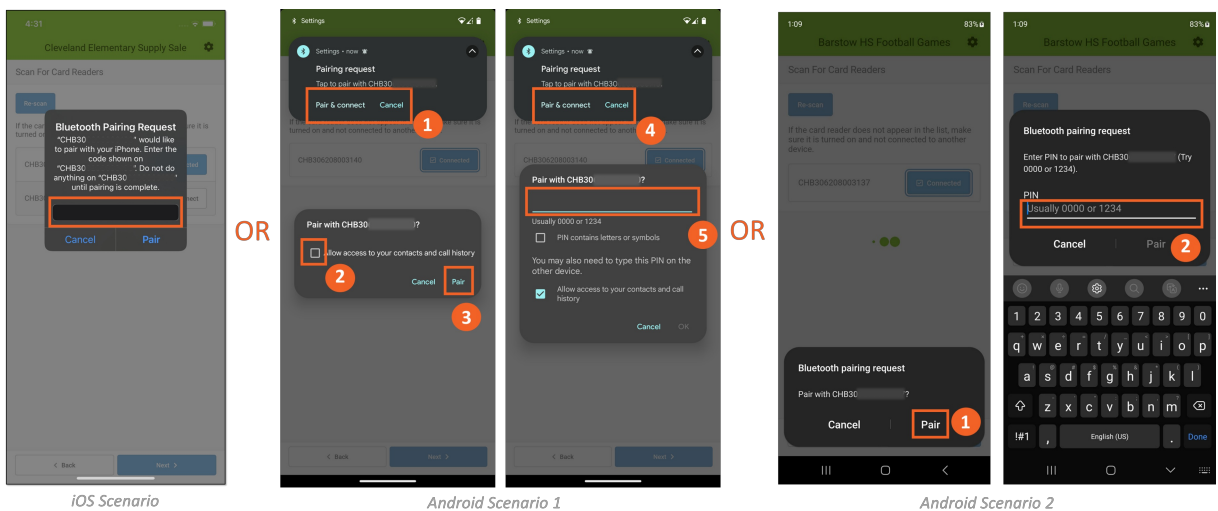 4:31
Cleveland Elementary Supply Sale
Scan For Card Readers
Re-scan
Bluetooth Pairing Request
"CHB30 " would like
to pair with your iPhone. Enter the
code shown on
"CHB30 ". Do not do
anything on "CHB30 "
until pairing is complete.
Cancel Pair
< Back Next >
iOS Scenario
OR
Settings
Settings • now
Pairing request
Tap to pair with CHB30
Pair & connect Cancel
1
turned on and not connected to another
CHB306208003140 Connected
Pair with CHB30 )?
Allow access to your contacts and call history
2
Cancel Pair
3
< Back Next >
Settings
Settings • now
Pairing request
Tap to pair with CHB30
Pair & connect Cancel
4
CHB306208003140 Connected
Pair with CHB30 )?
Usually 0000 or 1234
PIN contains letters or symbols
5
You may also need to type this PIN on the
other device.
Allow access to your contacts and call
history
Cancel OK
< Back Next >
Android Scenario 1
OR
1:09 83%
Barstow HS Football Games
Scan For Card Readers
Re-scan
If the card reader does not appear in the list, make
sure it is turned on and not connected to another
device.
CHB306208003137 Connected
Bluetooth pairing request
Pair with CHB30 ?
Cancel Pair
1
1:09 83%
Barstow HS Football Games
Scan For Card Readers
Re-scan
Bluetooth pairing request
Enter PIN to pair with CHB30 (Try
0000 or 1234).
PIN
Usually 0000 or 1234
Cancel Pair
2
1 2 3 4 5 6 7 8 9 0
q w e r t y u i o p
a s d f g h j k l
z x c v b n m
!#1 , English (US) . Done
Android Scenario 2